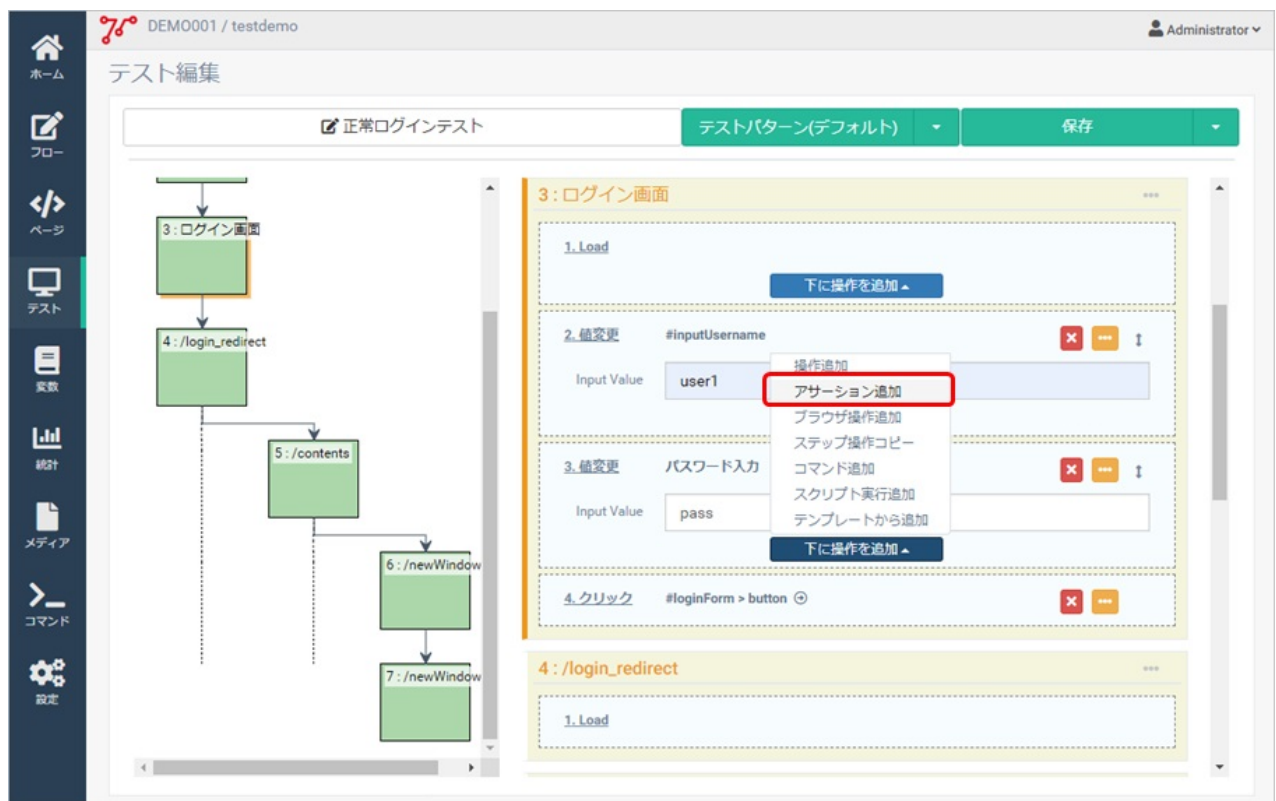 DEMO001 / testdemo
Administrator
ホーム
フロー
ページ
テスト
変数
統計
メディア
コマンド
設定
テスト編集
正常ログインテスト
テストパターン(デフォルト)
保存
3 : ログイン画面
4 : /login_redirect
5 : /contents
6 : /newWindow
7 : /newWindow
3 : ログイン画面
1. Load
下に操作を追加
2. 値変更 #inputUsername
Input Value user1
操作追加
アサーション追加
ブラウザ操作追加
ステップ操作コピー
コマンド追加
スクリプト実行追加
テンプレートから追加
3. 値変更 パスワード入力
Input Value pass
下に操作を追加
4. クリック #loginForm > button
4 : /login_redirect
1. Load